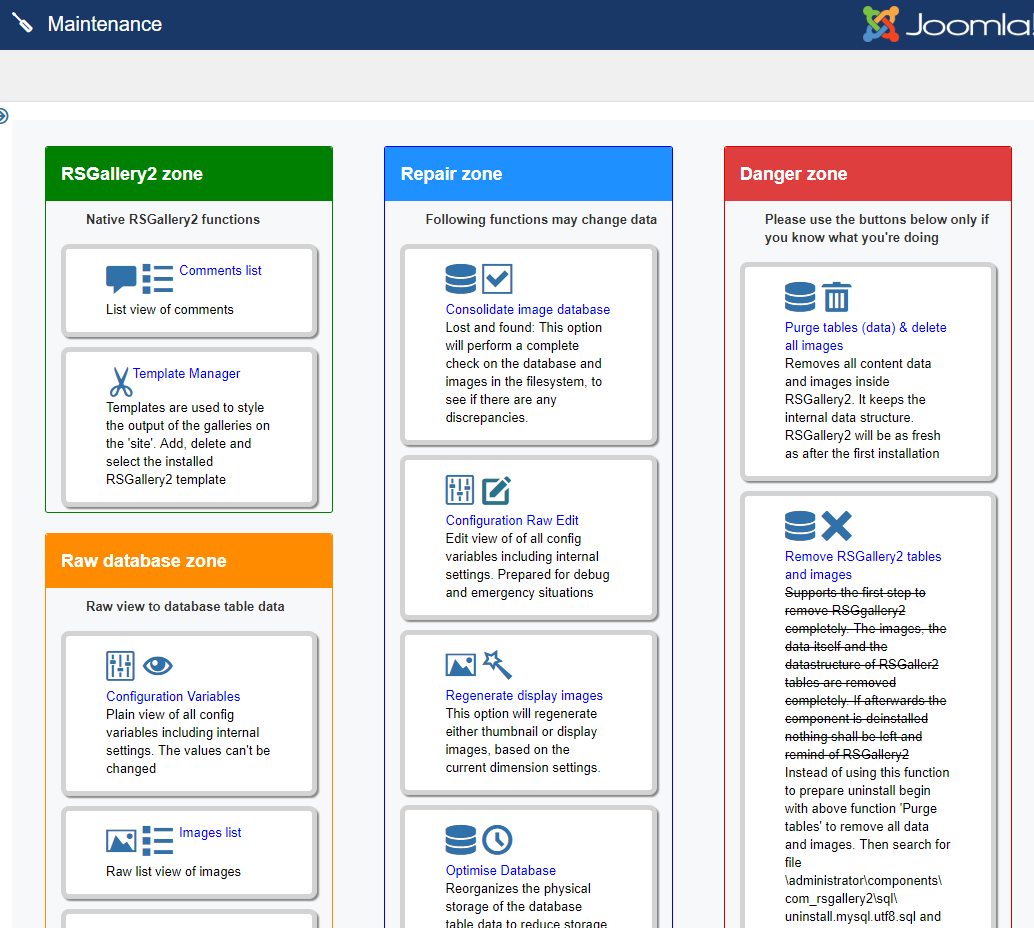 Maintenance
Joomla!
RSGallery2 zone
Native RSGallery2 functions
Comments list
List view of comments
Template Manager
Templates are used to style
the output of the galleries on
the 'site'. Add, delete and
select the installed
RSGallery2 template
Raw database zone
Raw view to database table data
Configuration Variables
Plain view of all config
variables including internal
settings. The values can't be
changed
Images list
Raw list view of images
Repair zone
Following functions may change data
Consolidate image database
Lost and found: This option
will perform a complete
check on the database and
images in the filesystem, to
see if there are any
discrepancies.
Configuration Raw Edit
Edit view of of all config
variables including internal
settings. Prepared for debug
and emergency situations
Regenerate display images
This option will regenerate
either thumbnail or display
images, based on the
current dimension settings.
Optimise Database
Reorganizes the physical
storage of the database
table data to reduce storage
Danger zone
Please use the buttons below only if
you know what you're doing
Purge tables (data) & delete
all images
Removes all content data
and images inside
RSGallery2. It keeps the
internal data structure.
RSGallery2 will be as fresh
as after the first installation
Remove RSGallery2 tables
and images
Supports the first step to
remove RSGgallery2
completely. The images, the
data itself and the
datastructure of RSGaller2
tables are removed
completely. If afterwards the
component is deinstalled
nothing shall be left and
remind of RSGallery2
Instead of using this function
to prepare uninstall begin
with above function 'Purge
tables' to remove all data
and images. Then search for
file
\administrator\components\
com_rsgallery2\sql\
uninstall.mysql.utf8.sql and